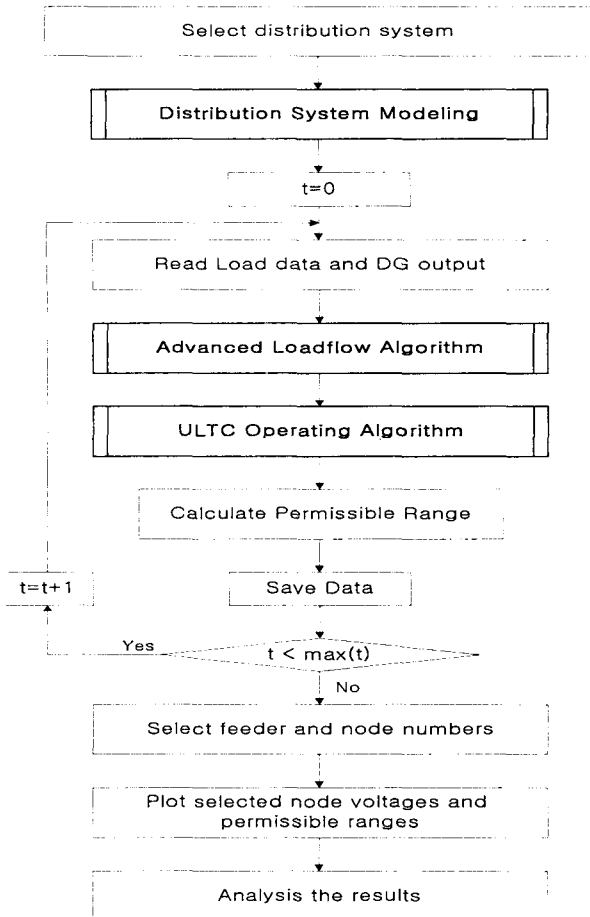 Select distribution system
Distribution System Modeling
t=0
Read Load data and DG output
Advanced Loadflow Algorithm
ULTC Operating Algorithm
Calculate Permissible Range
t=t+1
Save Data
Yes
t < max(t)
No
Select feeder and node numbers
Plot selected node voltages and
permissible ranges
Analysis the results